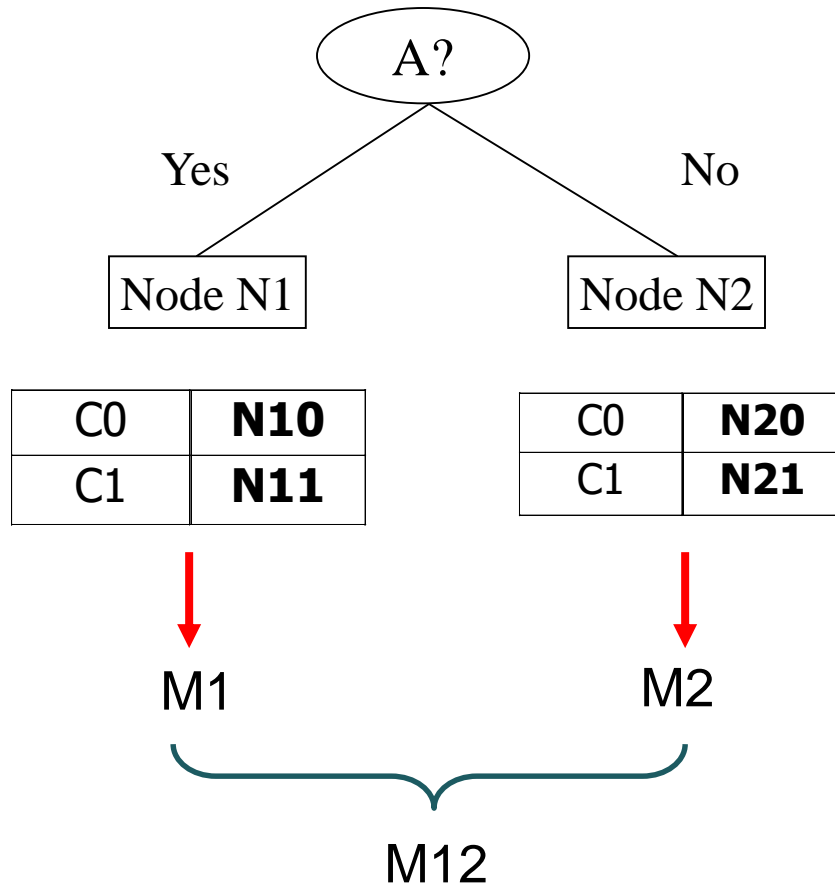 A?
Yes
No
Node N1
Node N2
C0 N10
C1 N11
C0 N20
C1 N21
M1
M2
M12